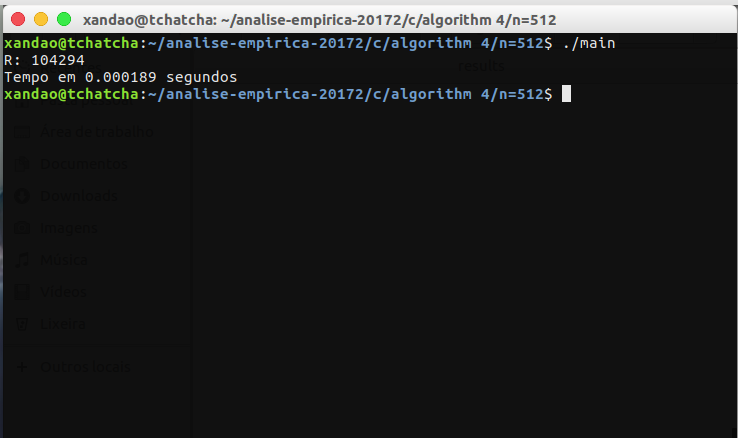 xandao@tchatcha: ~/analise-empirica-20172/c/algorithm 4/n=512
xandao@tchatcha:~/analise-empirica-20172/c/algorithm 4/n=512$ ./main
R: 104294
results
Tempo em 0.000189 segundos
xandao@tchatcha:~/analise-empirica-20172/c/algorithm 4/n=512$
Área de trabalho
Documentos
Downloads
Imagens
Música
Vídeos
Lixeira
+ Outros locais